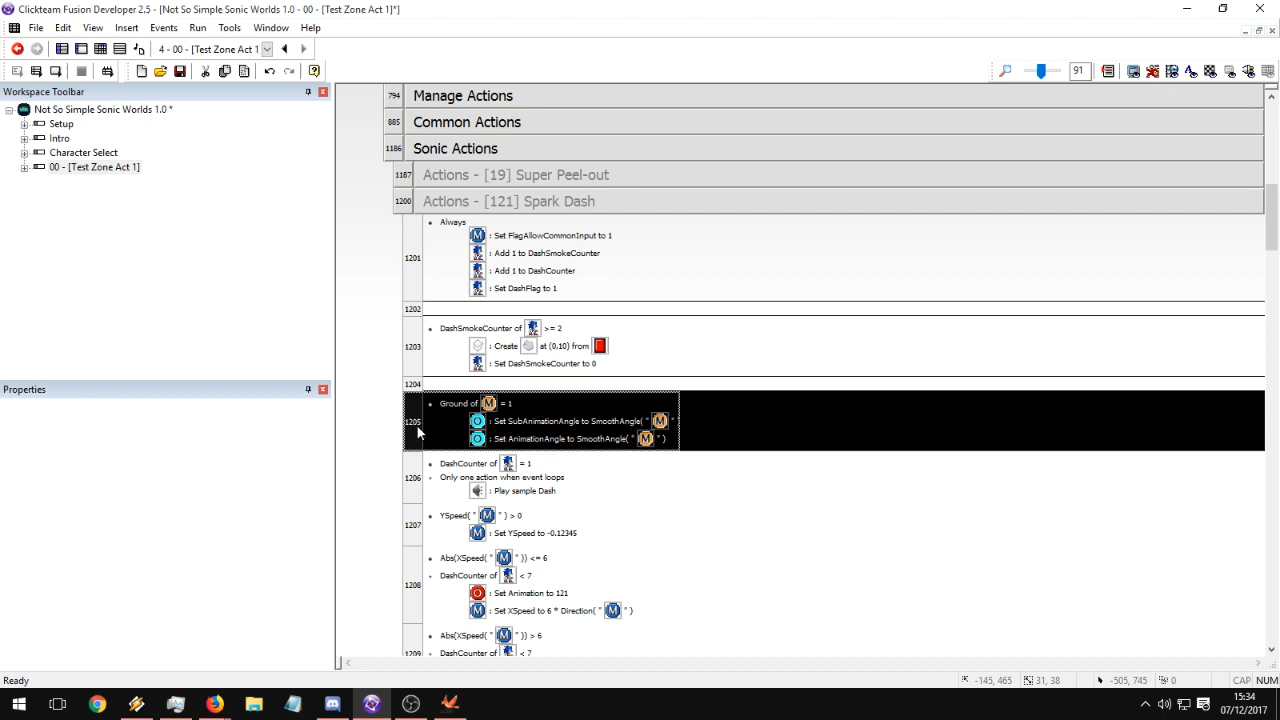 Clickteam Fusion Developer 2.5 - [Not So Simple Sonic Worlds 1.0 - 00 - [Test Zone Act 1]*]
File Edit View Insert Events Run Tools Window Help
4 - 00 - [Test Zone Act 1
91
Workspace Toolbar
Not So Simple Sonic Worlds 1.0 *
Setup
Intro
Character Select
00 - [Test Zone Act 1]
Properties
794 Manage Actions
885 Common Actions
1186 Sonic Actions
1187 Actions - [19] Super Peel-out
1200 Actions - [121] Spark Dash
Always
: Set FlagAllowCommonInput to 1
: Add 1 to DashSmokeCounter
1201
: Add 1 to DashCounter
: Set DashFlag to 1
1202
DashSmokeCounter of >= 2
1203 : Create at (0,10) from
: Set DashSmokeCounter to 0
1204
Ground of M = 1
1205 O : Set SubAnimationAngle to SmoothAngle( " M "
O : Set AnimationAngle to SmoothAngle( " M " )
DashCounter of = 1
1206 Only one action when event loops
: Play sample Dash
YSpeed( " M " ) > 0
1207 M : Set YSpeed to -0.12345
Abs(XSpeed( " M " )) <= 6
DashCounter of < 7
1208 O : Set Animation to 121
M : Set XSpeed to 6 * Direction( " M " )
Abs(XSpeed( " M " )) > 6
1209 DashCounter of < 7
Ready
-145, 465 31, 38 -505, 745 0 CAP NUM
15:34
07/12/2017